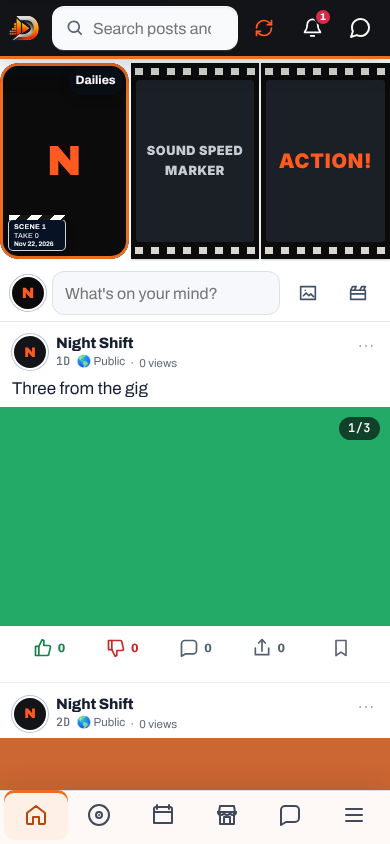 Search posts and
1
Dailies
N
SCENE 1
TAKE 0
Nov 22, 2026
SOUND SPEED
MARKER
ACTION!
N
What's on your mind?
N
Night Shift
1D 🌎 Public · 0 views
Three from the gig
1/3
0
0
0
0
N
Night Shift
2D 🌎 Public · 0 views